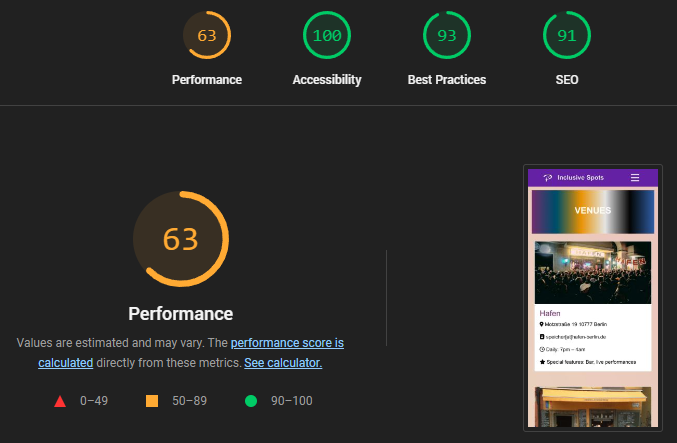 63
100
93
91
Performance
Accessibility
Best Practices
SEO
63
Performance
Values are estimated and may vary. The performance score is
calculated directly from these metrics. See calculator.
0–49
50–89
90–100
Inclusive Spots
VENUES
HAFEN
Hafen
Motzstraße 19 10777 Berlin
speicher[a]hafen-berlin.de
Daily: 7pm – 4am
Special features: Bar, live performances